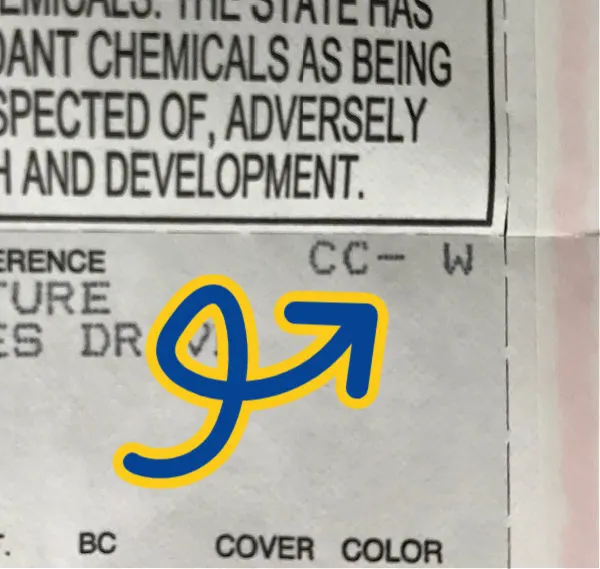 CHEMICALS. THE STATE HAS
DANT CHEMICALS AS BEING
SPECTED OF, ADVERSELY
H AND DEVELOPMENT.
ERENCE CC- W
TURE
ES DR
T. BC COVER COLOR